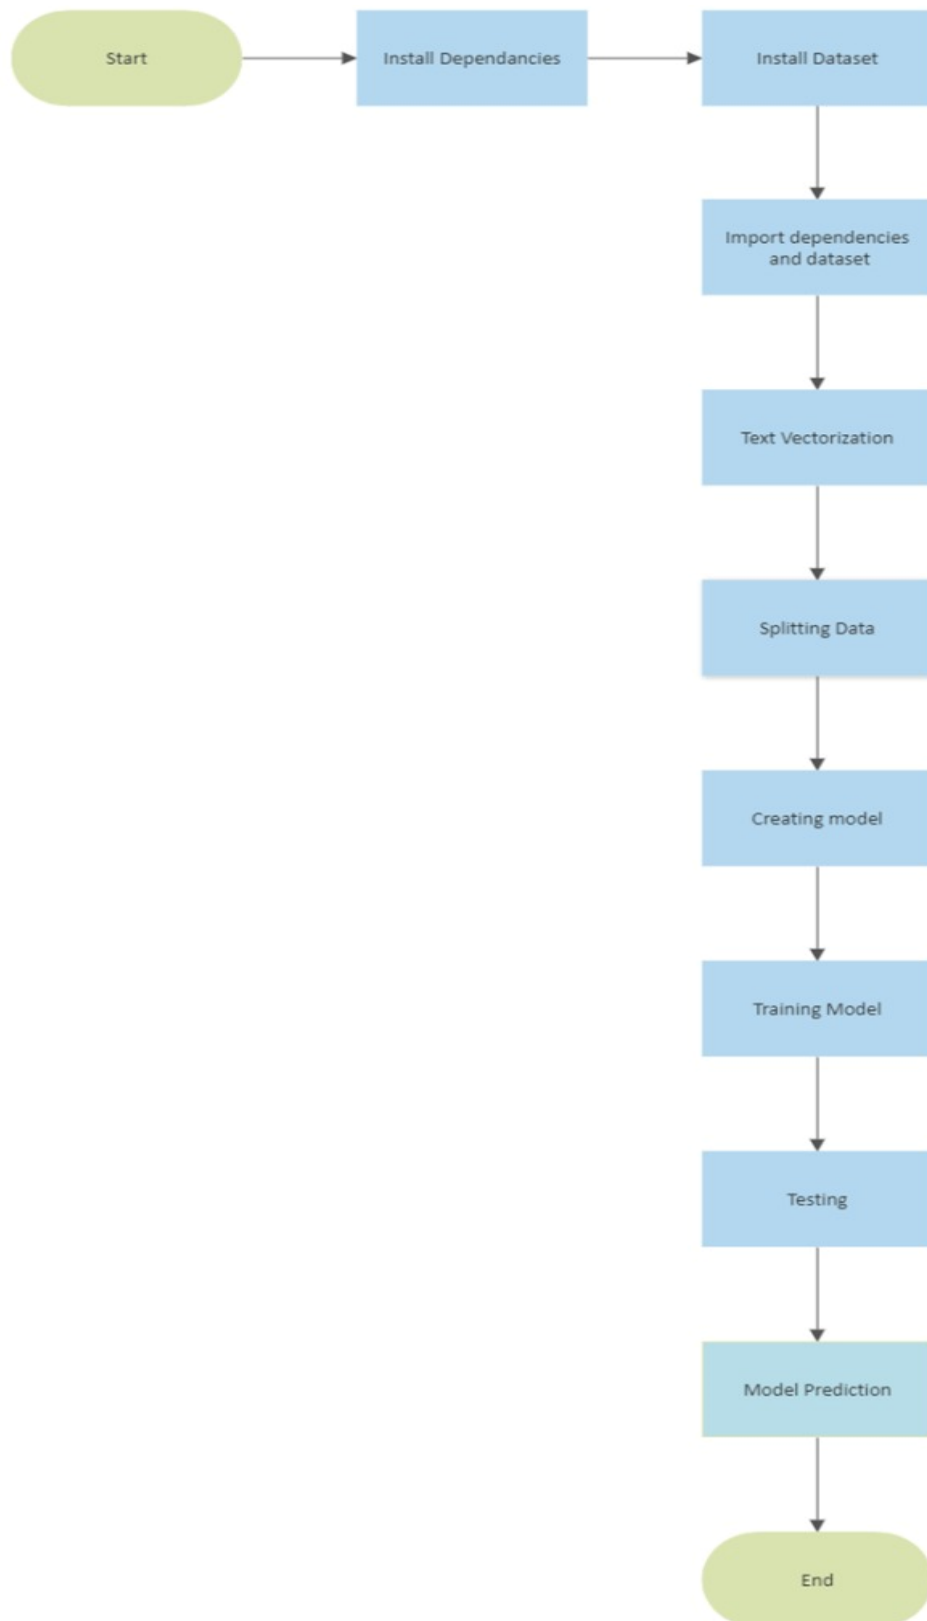 Start
Install Dependancies
Install Dataset
Import dependencies
and dataset
Text Vectorization
Splitting Data
Creating model
Training Model
Testing
Model Prediction
End